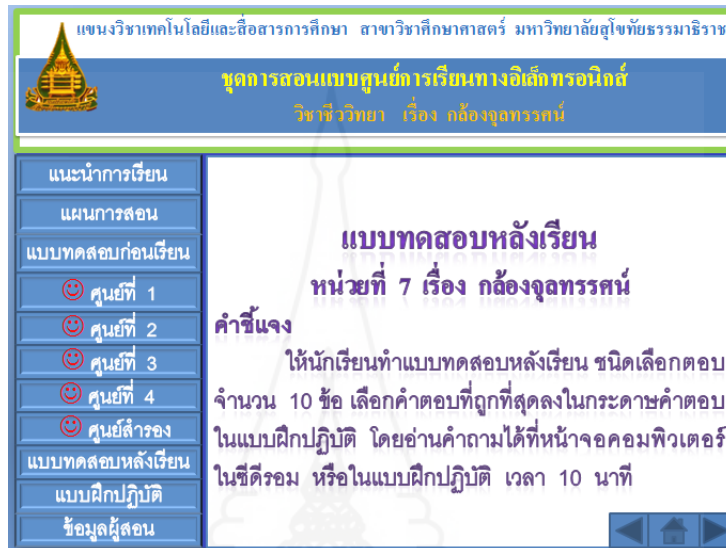 แขนงวิชาเทคโนโลยีและสื่อสารการศึกษา สาขาวิชาศึกษาศาสตร์ มหาวิทยาลัยสุโขทัยธรรมาธิราช
ชุดการสอนแบบศูนย์การเรียนทางอิเล็กทรอนิกส์
วิชาชีววิทยา เรื่อง กล้องจุลทรรศน์
แนะนำการเรียน
แผนการสอน
แบบทดสอบก่อนเรียน
ศูนย์ที่ 1
ศูนย์ที่ 2
ศูนย์ที่ 3
ศูนย์ที่ 4
ศูนย์สำรอง
แบบทดสอบหลังเรียน
แบบฝึกปฏิบัติ
ข้อมูลผู้สอน
แบบทดสอบหลังเรียน
หน่วยที่ 7 เรื่อง กล้องจุลทรรศน์
คำชี้แจง
ให้นักเรียนทำแบบทดสอบหลังเรียน ชนิดเลือกตอบ
จำนวน 10 ข้อ เลือกคำตอบที่ถูกที่สุดลงในกระดาษคำตอบ
ในแบบฝึกปฏิบัติ โดยอ่านคำถามได้ที่หน้าจอคอมพิวเตอร์
ในซีดีรอม หรือในแบบฝึกปฏิบัติ เวลา 10 นาที